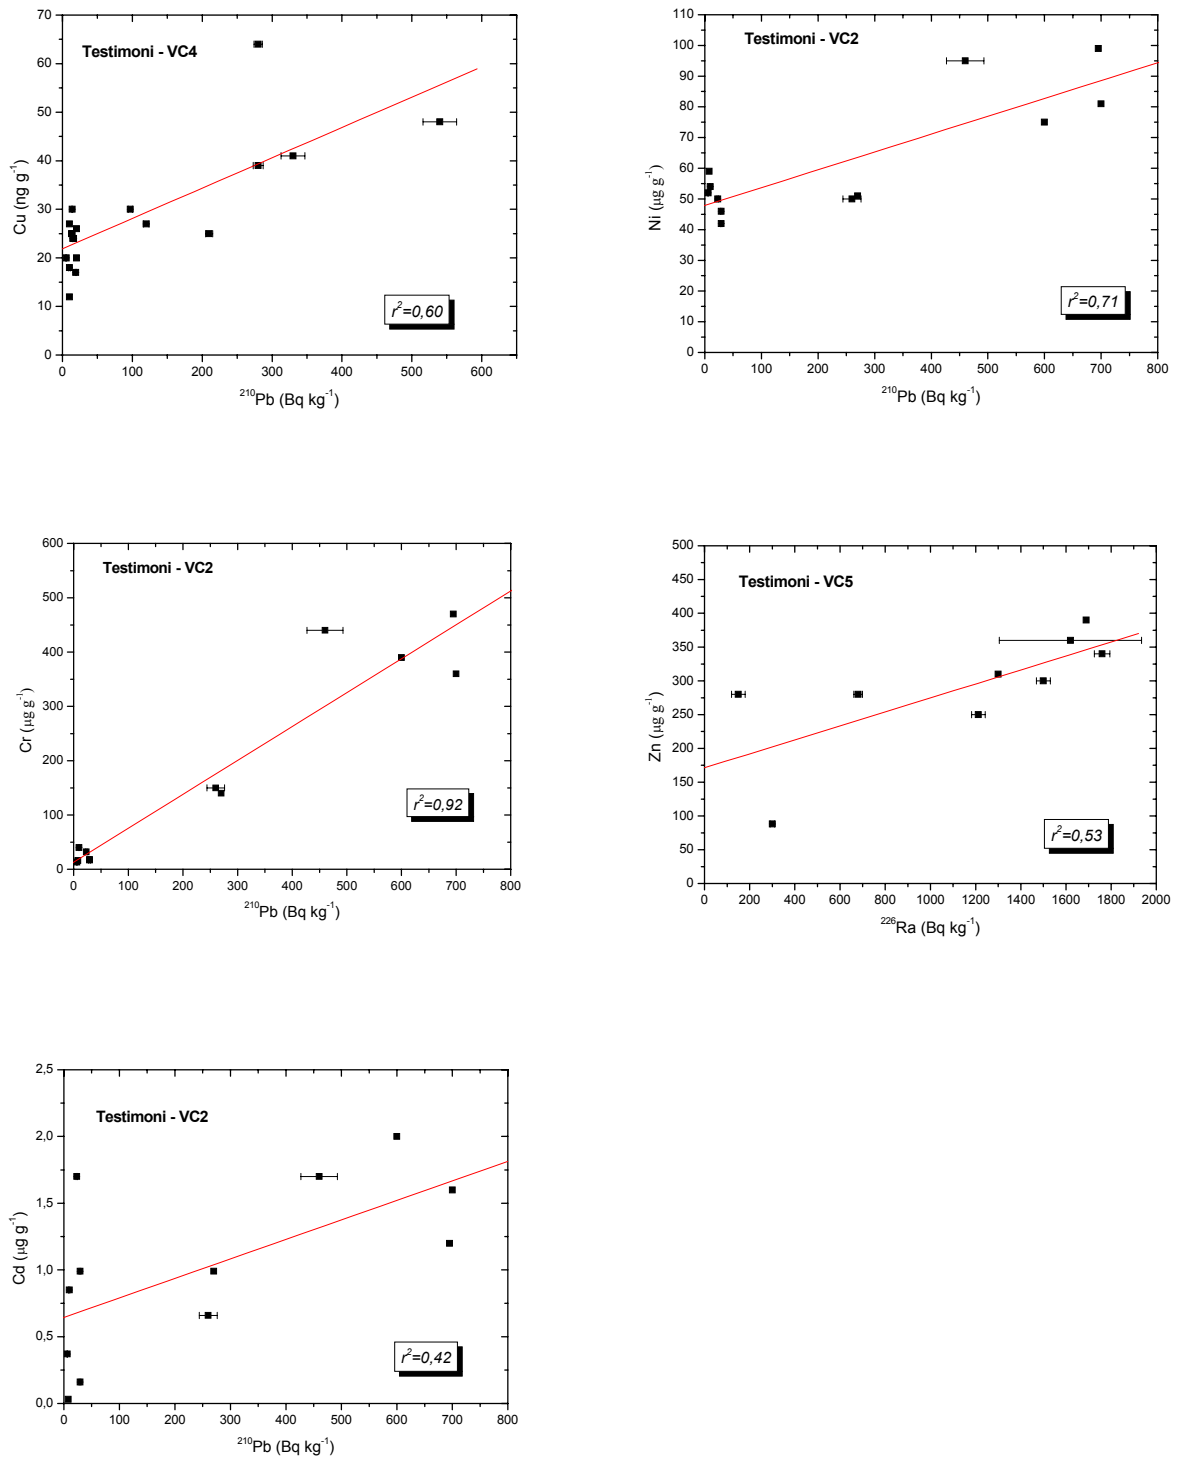 70
60
50
40
30
20
10
0
Cu (ng g⁻¹)
Testimoni - VC4
r²=0,60
0 100 200 300 400 500 600
²¹⁰Pb (Bq kg⁻¹)
110
100
90
80
70
60
50
40
30
20
10
0
Ni (µg g⁻¹)
Testimoni - VC2
r²=0,71
0 100 200 300 400 500 600 700 800
²¹⁰Pb (Bq kg⁻¹)
600
500
400
300
200
100
0
Cr (µg g⁻¹)
Testimoni - VC2
r²=0,92
0 100 200 300 400 500 600 700 800
²¹⁰Pb (Bq kg⁻¹)
500
450
400
350
300
250
200
150
100
50
0
Zn (µg g⁻¹)
Testimoni - VC5
r²=0,53
0 200 400 600 800 1000 1200 1400 1600 1800 2000
²²⁶Ra (Bq kg⁻¹)
2,5
2,0
1,5
1,0
0,5
0,0
Cd (µg g⁻¹)
Testimoni - VC2
r²=0,42
0 100 200 300 400 500 600 700 800
²¹⁰Pb (Bq kg⁻¹)